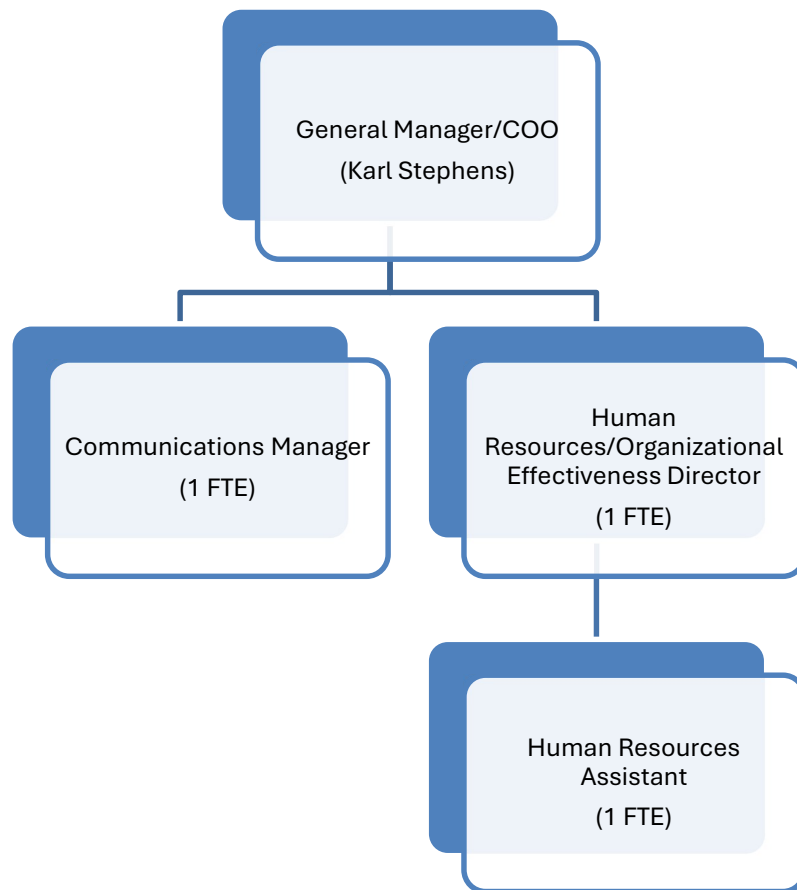 General Manager/COO
(Karl Stephens)
Communications Manager
(1 FTE)
Human
Resources/Organizational
Effectiveness Director
(1 FTE)
Human Resources
Assistant
(1 FTE)